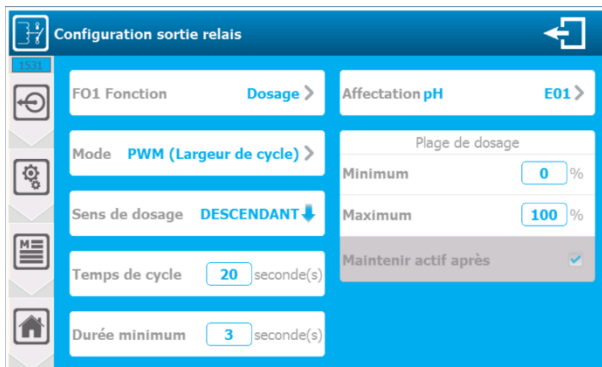 Configuration sortie relais
1531
FO1 Fonction Dosage
Affectation pH E01
Mode PWM (Largeur de cycle)
Plage de dosage
Minimum 0 %
Sens de dosage DESCENDANT
Maximum 100 %
Maintenir actif après
Temps de cycle 20 seconde(s)
Durée minimum 3 seconde(s)
M